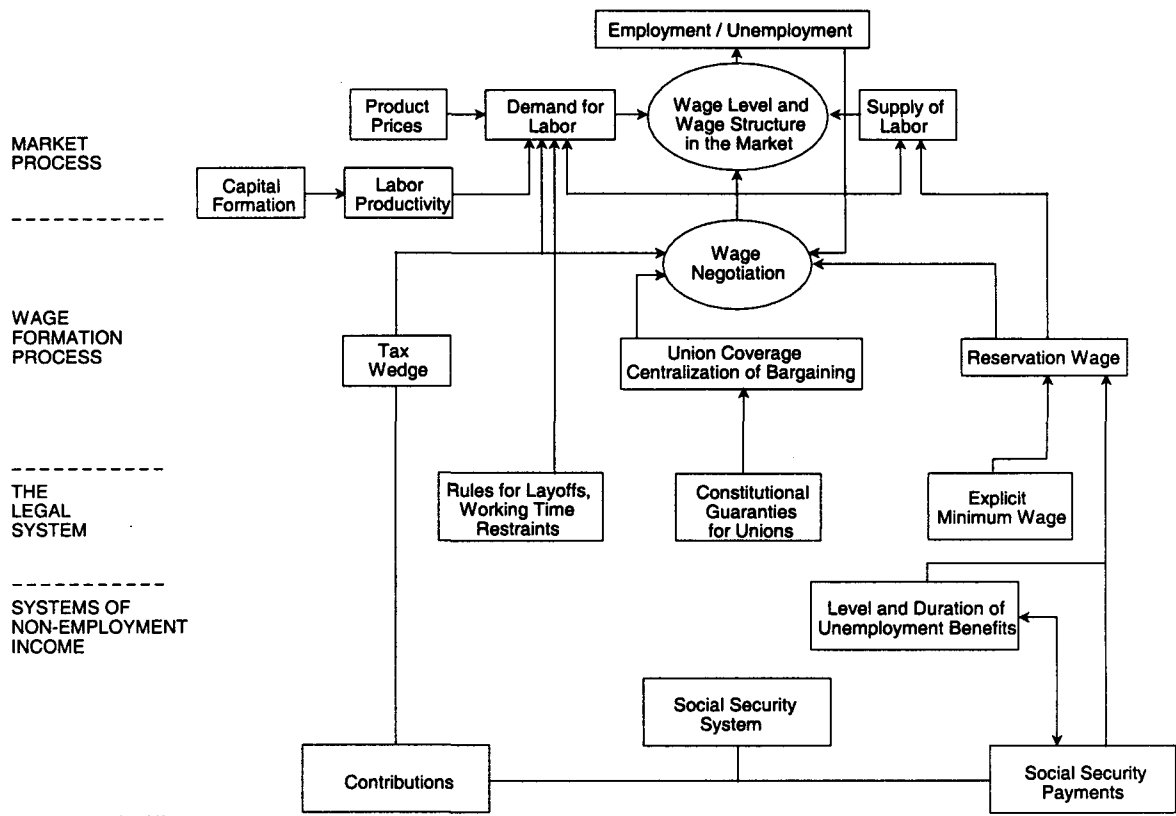 Employment / Unemployment
Product
Prices
Demand for
Labor
Wage Level and
Wage Structure
in the Market
Supply of
Labor
MARKET
PROCESS
Capital
Formation
Labor
Productivity
Wage
Negotiation
WAGE
FORMATION
PROCESS
Tax
Wedge
Union Coverage
Centralization of Bargaining
Reservation Wage
THE
LEGAL
SYSTEM
Rules for Layoffs,
Working Time
Restraints
Constitutional
Guaranties
for Unions
Explicit
Minimum Wage
SYSTEMS OF
NON-EMPLOYMENT
INCOME
Level and Duration of
Unemployment Benefits
Social Security
System
Contributions
Social Security
Payments